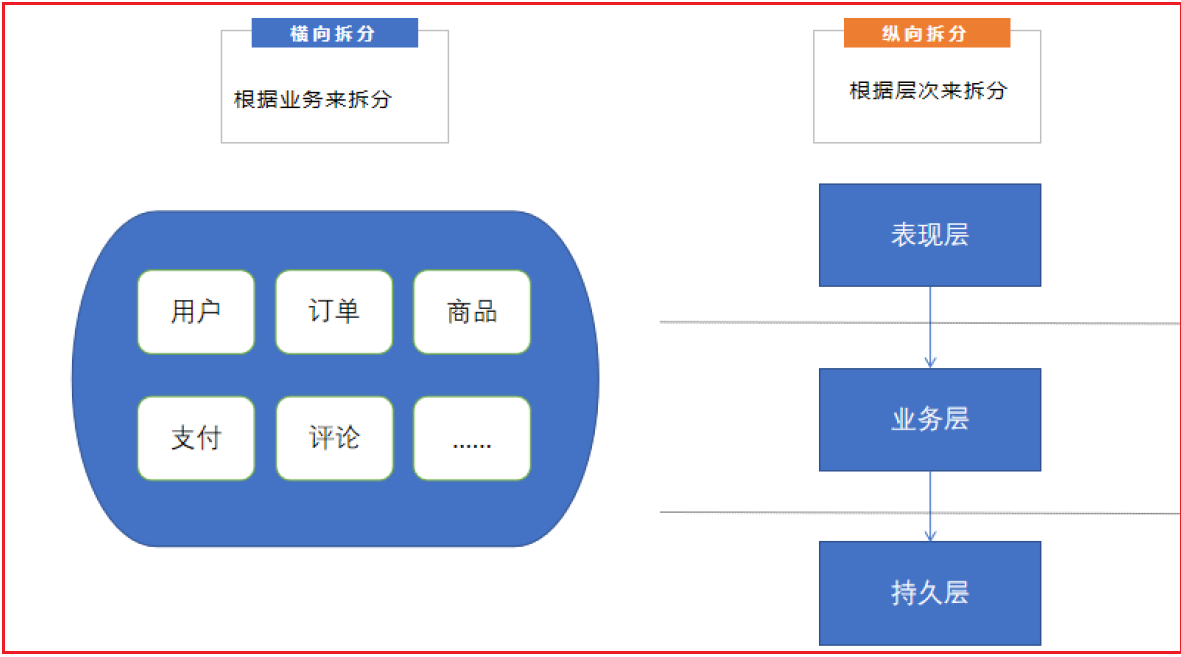 横向拆分
根据业务来拆分
用户
订单
商品
支付
评论
......
纵向拆分
根据层次来拆分
表现层
业务层
持久层